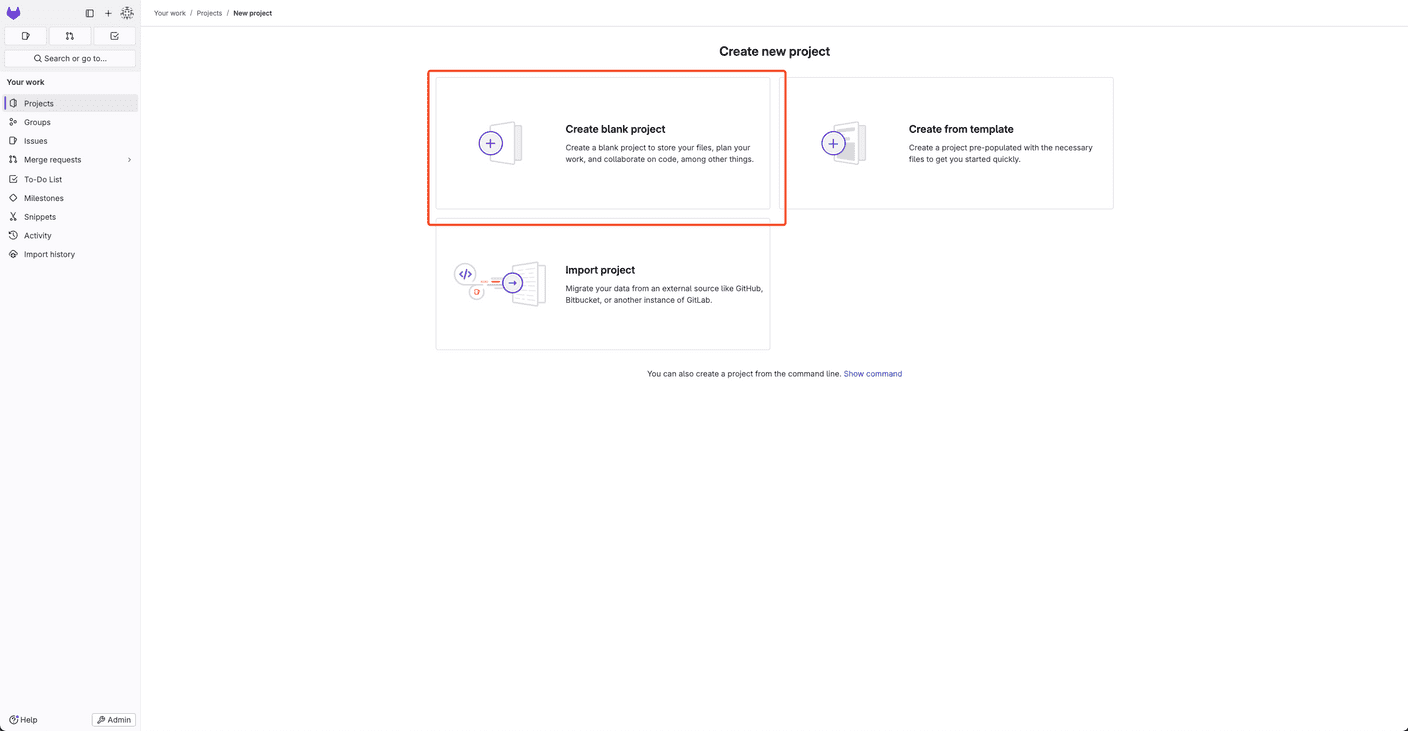 Your work / Projects / New project
Search or go to...
Your work
Projects
Groups
Issues
Merge requests
To-Do List
Milestones
Snippets
Activity
Import history
Help
Admin
Create new project
Create blank project
Create a blank project to store your files, plan your
work, and collaborate on code, among other things.
Create from template
Create a project pre-populated with the necessary
files to get you started quickly.
Import project
Migrate your data from an external source like GitHub,
Bitbucket, or another instance of GitLab.
You can also create a project from the command line. Show command